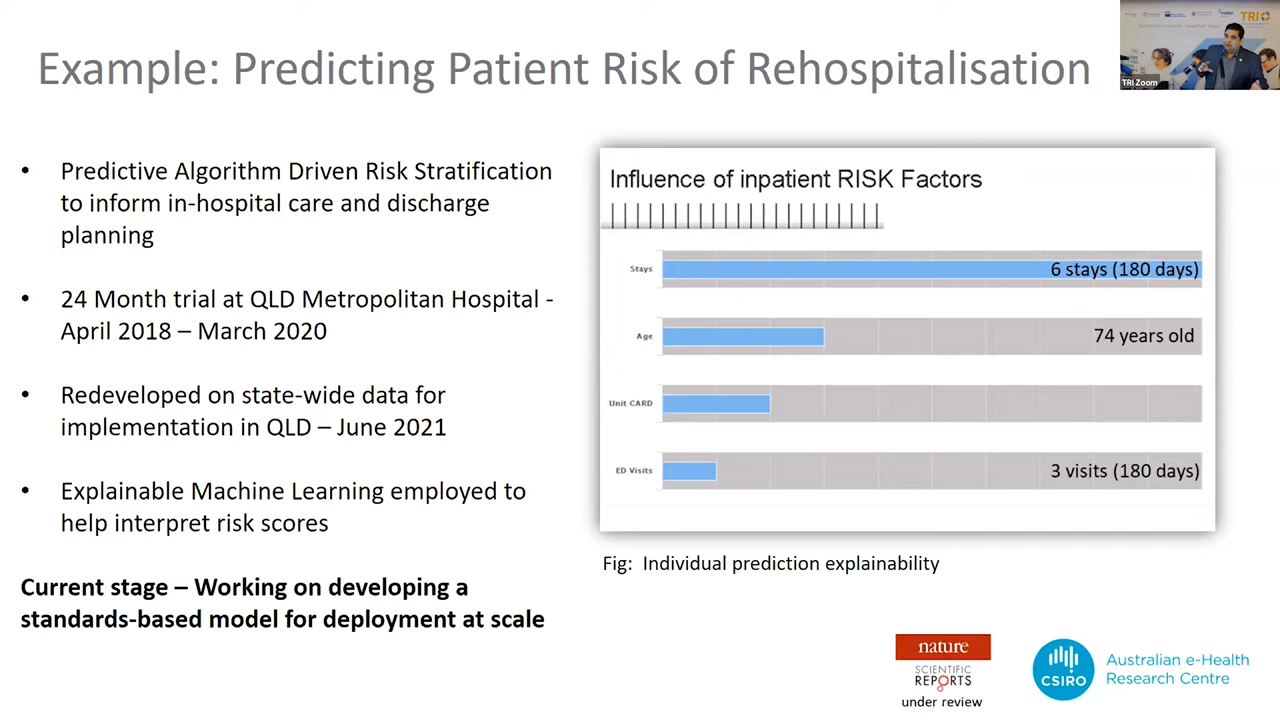 Example: Predicting Patient Risk of Rehospitalisation
TRI
TRI Zoom
• Predictive Algorithm Driven Risk Stratification
to inform in-hospital care and discharge
planning
• 24 Month trial at QLD Metropolitan Hospital -
April 2018 – March 2020
• Redeveloped on state-wide data for
implementation in QLD – June 2021
• Explainable Machine Learning employed to
help interpret risk scores
Current stage – Working on developing a
standards-based model for deployment at scale
Influence of inpatient RISK Factors
Stays
6 stays (180 days)
Age
74 years old
Unit CARD
ED Visits
3 visits (180 days)
Fig: Individual prediction explainability
nature
SCIENTIFIC
REPORTS
under review
CSIRO
Australian e-Health
Research Centre